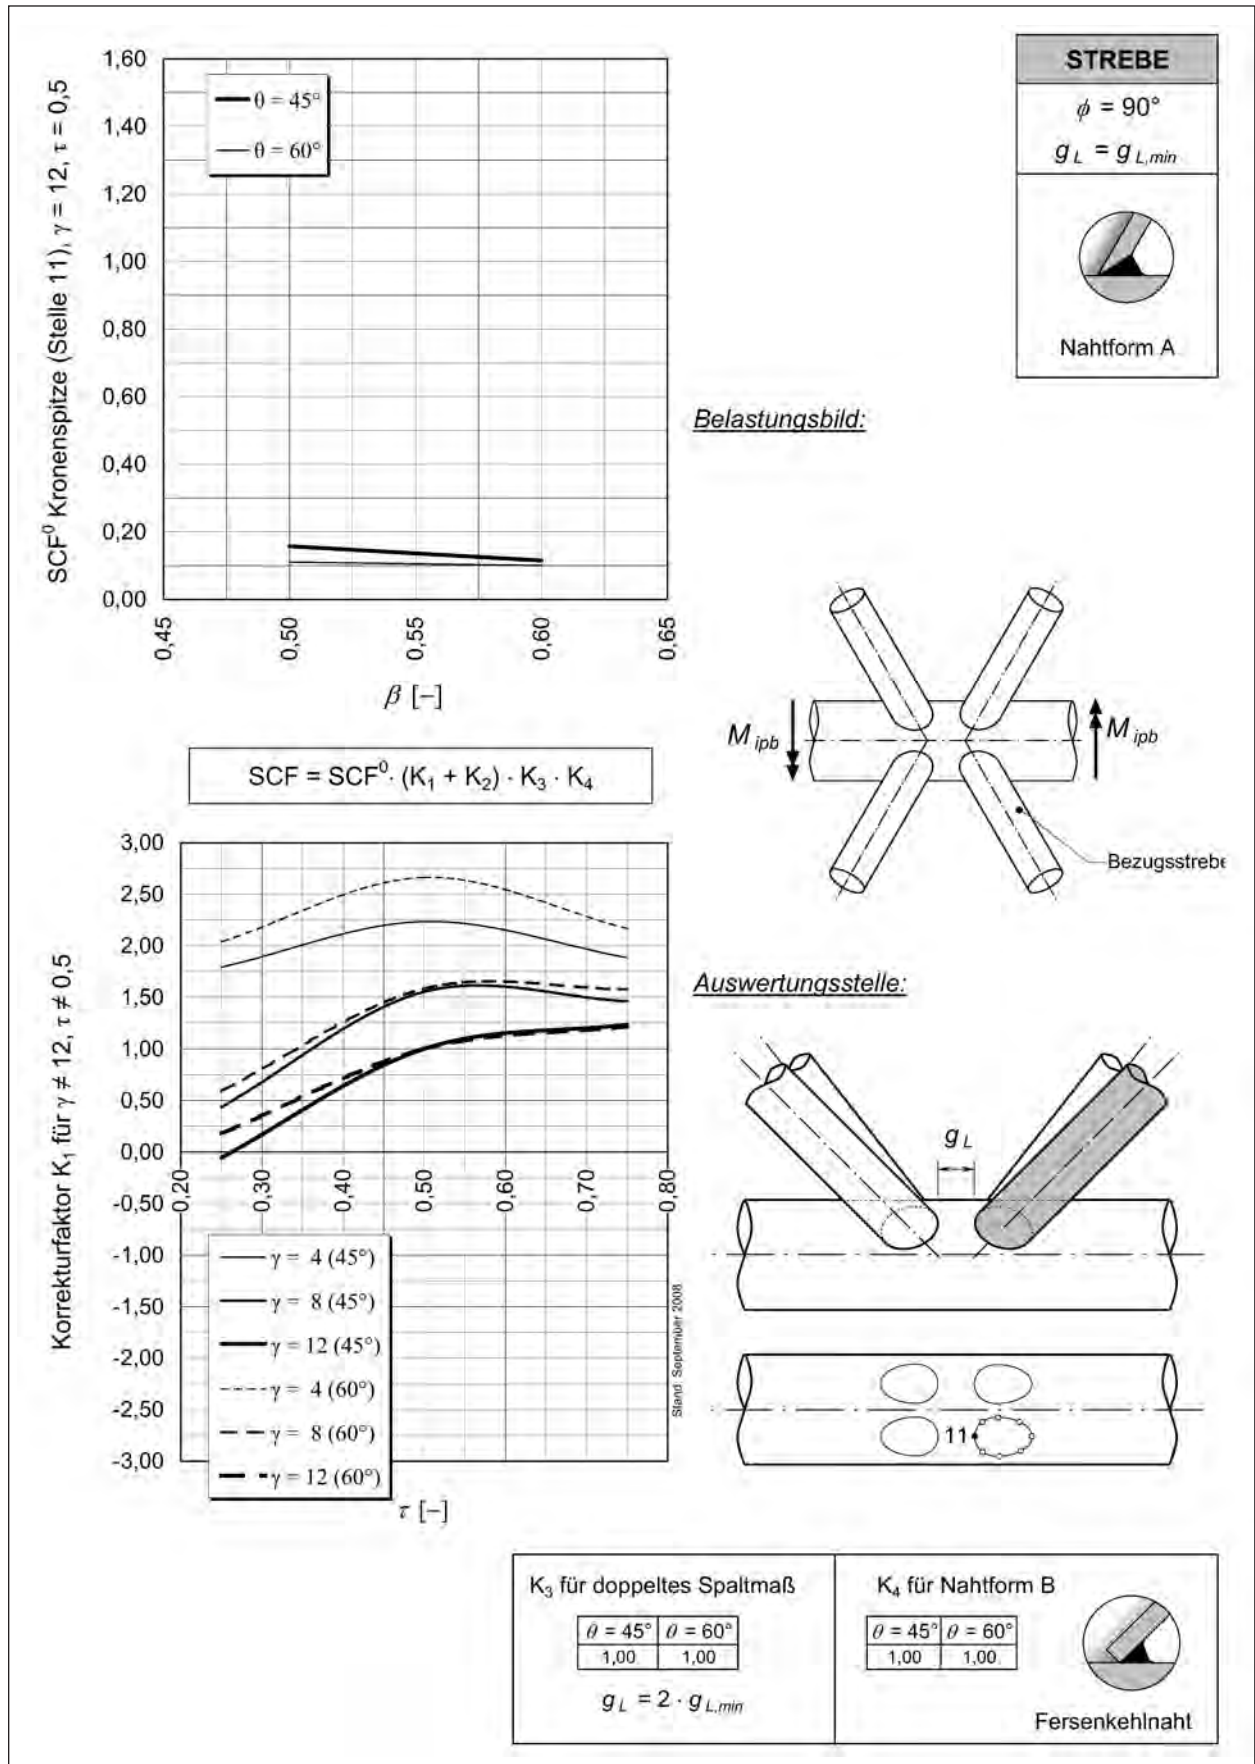 SCF⁰ Kronenspitze (Stelle 11), γ = 12, τ = 0,5
1,60
1,40
1,20
1,00
0,80
0,60
0,40
0,20
0,00
θ = 45°
θ = 60°
0,45
0,50
0,55
0,60
0,65
β [–]
STREBE
ϕ = 90°
g L = g L,min
Nahtform A
Belastungsbild:
M ipb
M ipb
Bezugsstrebe
SCF = SCF⁰· (K₁ + K₂) · K₃ · K₄
Korrekturfaktor K₁ für γ ≠ 12, τ ≠ 0,5
3,00
2,50
2,00
1,50
1,00
0,50
0,00
-0,50
-1,00
-1,50
-2,00
-2,50
-3,00
0,20
0,30
0,40
0,50
0,60
0,70
0,80
γ = 4 (45°)
γ = 8 (45°)
γ = 12 (45°)
γ = 4 (60°)
γ = 8 (60°)
γ = 12 (60°)
τ [–]
Stand September 2008
Auswertungsstelle:
g L
11
K₃ für doppeltes Spaltmaß
θ = 45° θ = 60°
1,00 1,00
g L = 2 · g L,min
K₄ für Nahtform B
θ = 45° θ = 60°
1,00 1,00
Fersenkehlnaht